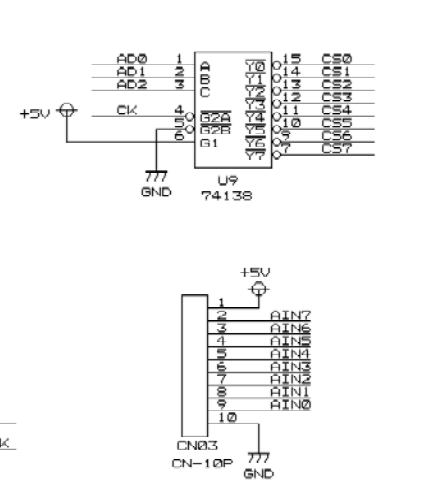 AD0 1 A Y0 15 CS0
AD1 2 B Y1 14 CS1
AD2 3 C Y2 13 CS2
Y3 12 CS3
+5V CK 4 G2A Y4 11 CS4
5 G2B Y5 10 CS5
6 G1 Y6 9 CS6
Y7 7 CS7
GND
U9
74138
+5V
1
2 AIN7
3 AIN6
4 AIN5
5 AIN4
6 AIN3
7 AIN2
8 AIN1
9 AIN0
10
K
CN03
CN-10P
GND